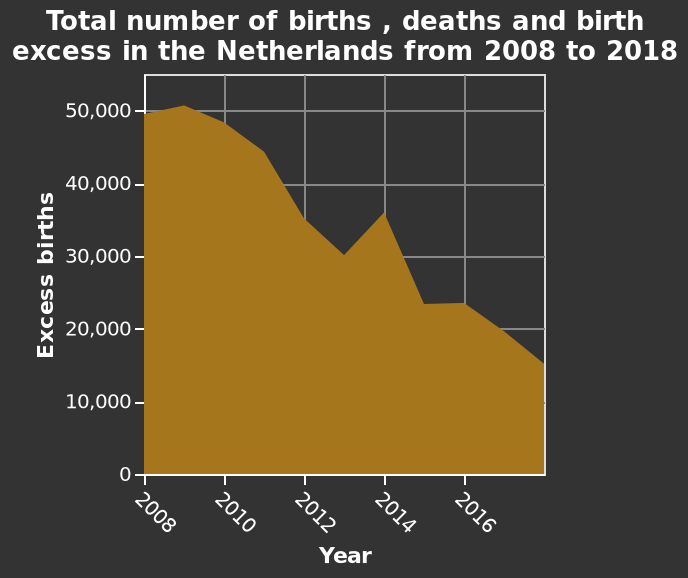 Total number of births , deaths and birth
excess in the Netherlands from 2008 to 2018
Excess births
50,000
40,000
30,000
20,000
10,000
0
2008
2010
2012
2014
2016
Year